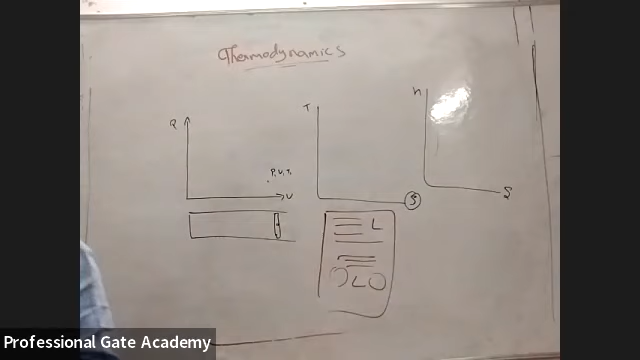 Thermodynamics
P
T
h
P, V, T,
V
S
S
L
Professional Gate Academy